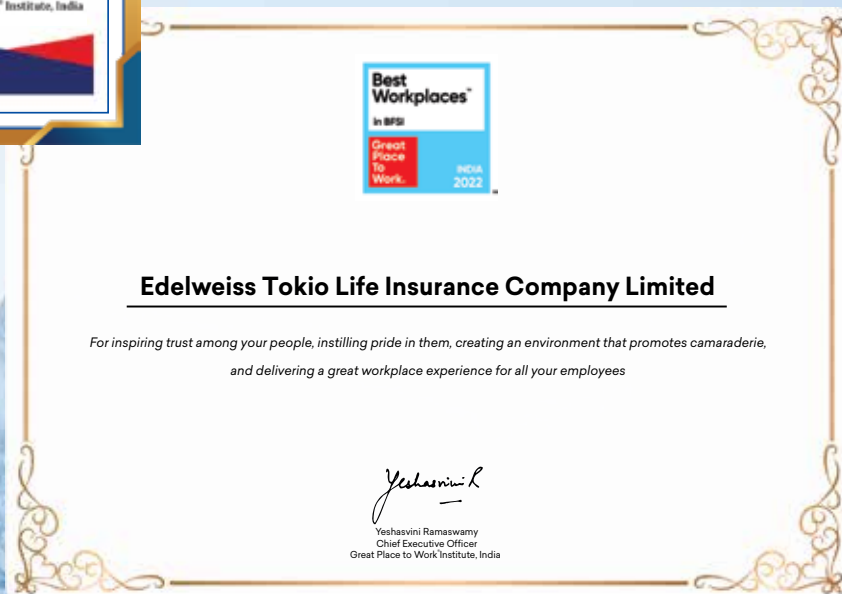 Institute, India
Best
Workplaces™
in BFSI
Great
Place
To
Work.
INDIA
2022
Edelweiss Tokio Life Insurance Company Limited
For inspiring trust among your people, instilling pride in them, creating an environment that promotes camaraderie,
and delivering a great workplace experience for all your employees
Yeshasvini R
Yeshasvini Ramaswamy
Chief Executive Officer
Great Place to Work® Institute, India